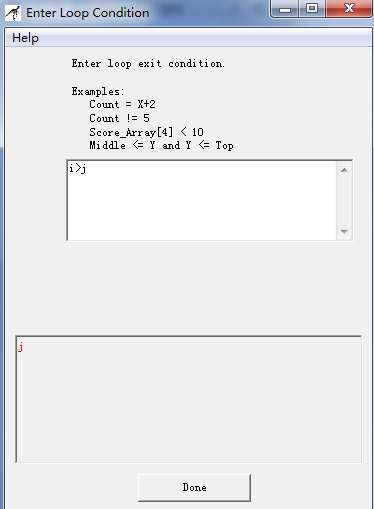 Enter Loop Condition
Help
Enter loop exit condition.
Examples:
Count = X+2
Count != 5
Score_Array[4] < 10
Middle <= Y and Y <= Top
i>j
j
Done